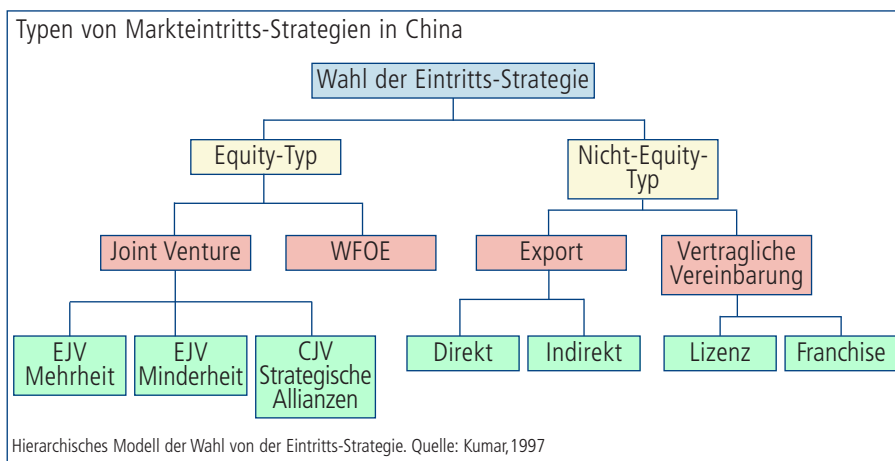 Typen von Markteintritts-Strategien in China
Wahl der Eintritts-Strategie
Equity-Typ
Nicht-Equity-
Typ
Joint Venture
WFOE
Export
Vertragliche
Vereinbarung
EJV
Mehrheit
EJV
Minderheit
CJV
Strategische
Allianzen
Direkt
Indirekt
Lizenz
Franchise
Hierarchisches Modell der Wahl von der Eintritts-Strategie. Quelle: Kumar,1997